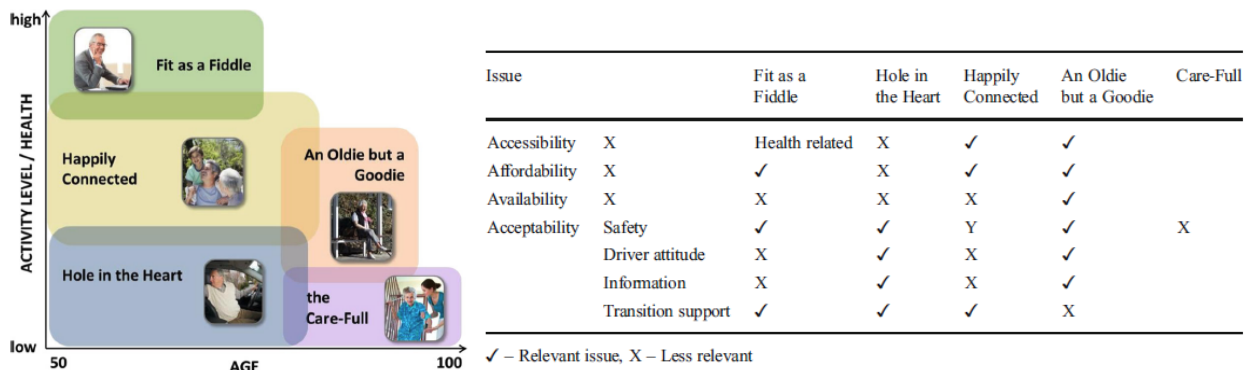 high
Fit as a Fiddle
Happily
Connected
An Oldie but a
Goodie
Hole in the Heart
the
Care-Full
low
50
AGE
100
ACTIVITY LEVEL / HEALTH
Issue Fit as a Hole in Happily An Oldie Care-Full
Fiddle the Heart Connected but a Goodie
Accessibility X Health related X ✓ ✓
Affordability X ✓ X ✓ ✓
Availability X X X X ✓
Acceptability Safety ✓ ✓ Y ✓ X
Driver attitude X ✓ X ✓
Information X ✓ X ✓
Transition support ✓ ✓ ✓ X
✓ – Relevant issue, X – Less relevant